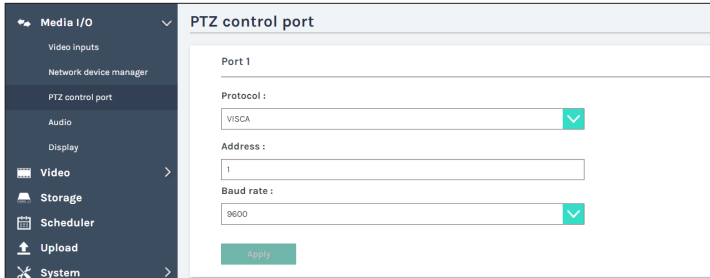 Media I/O
Video inputs
Network device manager
PTZ control port
Audio
Display
Video
Storage
Scheduler
Upload
System
PTZ control port
Port 1
Protocol :
VISCA
Address :
1
Baud rate :
9600
Apply